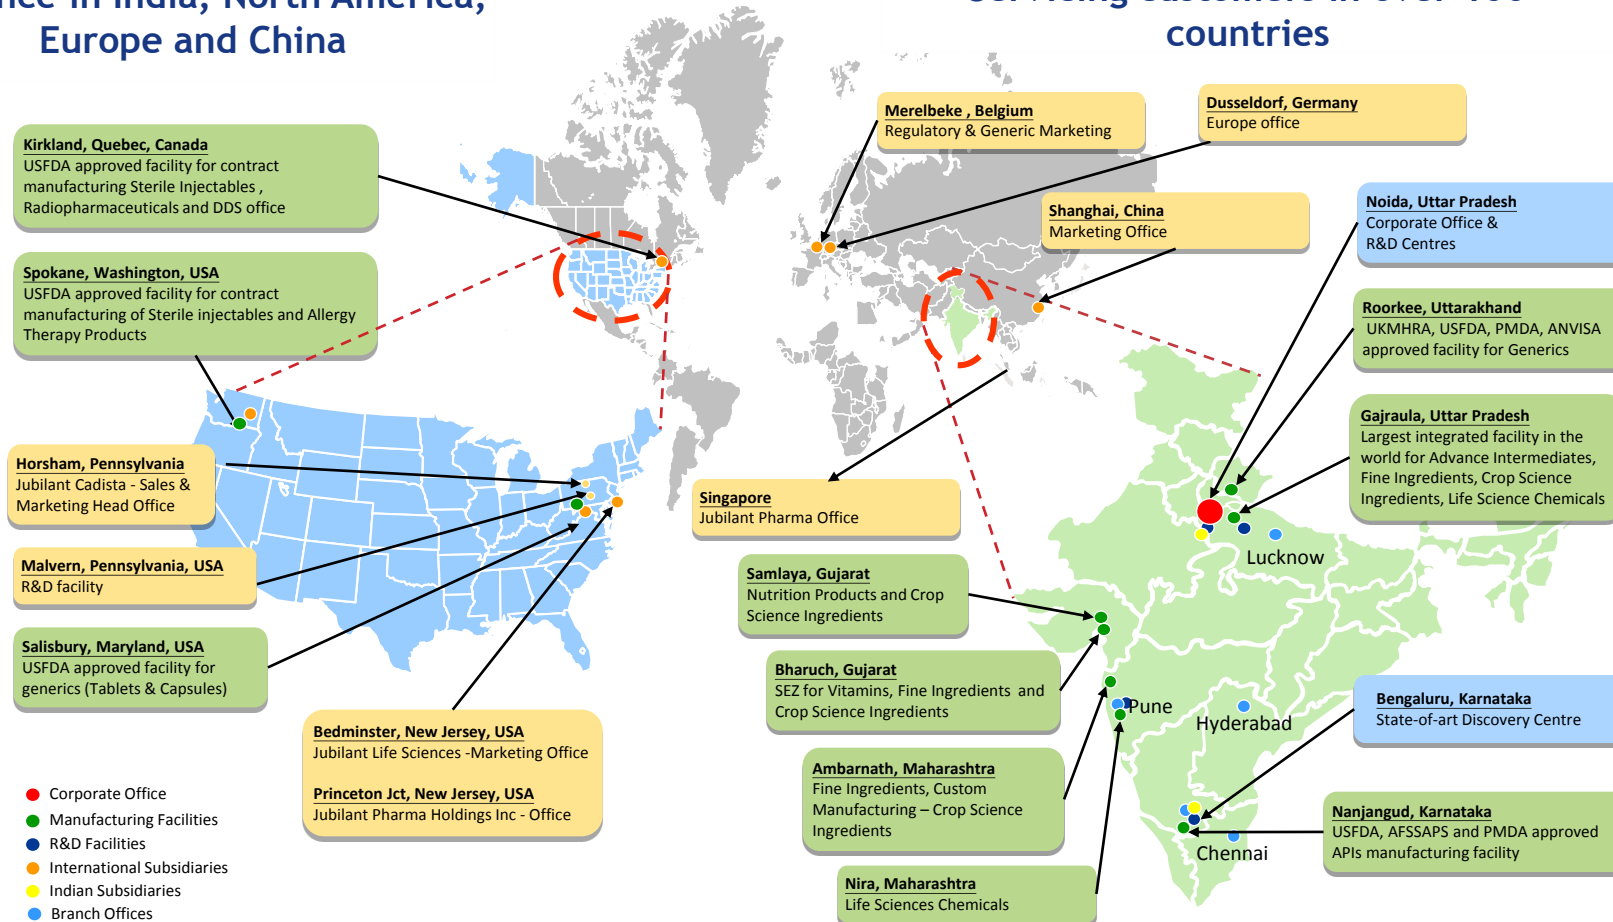 in India, North America,
Europe and China
countries
Kirkland, Quebec, Canada
USFDA approved facility for contract
manufacturing Sterile Injectables ,
Radiopharmaceuticals and DDS office
Spokane, Washington, USA
USFDA approved facility for contract
manufacturing of Sterile injectables and Allergy
Therapy Products
Horsham, Pennsylvania
Jubilant Cadista - Sales &
Marketing Head Office
Malvern, Pennsylvania, USA
R&D facility
Salisbury, Maryland, USA
USFDA approved facility for
generics (Tablets & Capsules)
Bedminster, New Jersey, USA
Jubilant Life Sciences -Marketing Office
Princeton Jct, New Jersey, USA
Jubilant Pharma Holdings Inc - Office
Corporate Office
Manufacturing Facilities
R&D Facilities
International Subsidiaries
Indian Subsidiaries
Branch Offices
Merelbeke , Belgium
Regulatory & Generic Marketing
Dusseldorf, Germany
Europe office
Shanghai, China
Marketing Office
Singapore
Jubilant Pharma Office
Noida, Uttar Pradesh
Corporate Office &
R&D Centres
Roorkee, Uttarakhand
UKMHRA, USFDA, PMDA, ANVISA
approved facility for Generics
Gajraula, Uttar Pradesh
Largest integrated facility in the
world for Advance Intermediates,
Fine Ingredients, Crop Science
Ingredients, Life Science Chemicals
Lucknow
Samlaya, Gujarat
Nutrition Products and Crop
Science Ingredients
Bharuch, Gujarat
SEZ for Vitamins, Fine Ingredients and
Crop Science Ingredients
Pune
Hyderabad
Bengaluru, Karnataka
State-of-art Discovery Centre
Ambarnath, Maharashtra
Fine Ingredients, Custom
Manufacturing – Crop Science
Ingredients
Nanjangud, Karnataka
USFDA, AFSSAPS and PMDA approved
APIs manufacturing facility
Chennai
Nira, Maharashtra
Life Sciences Chemicals